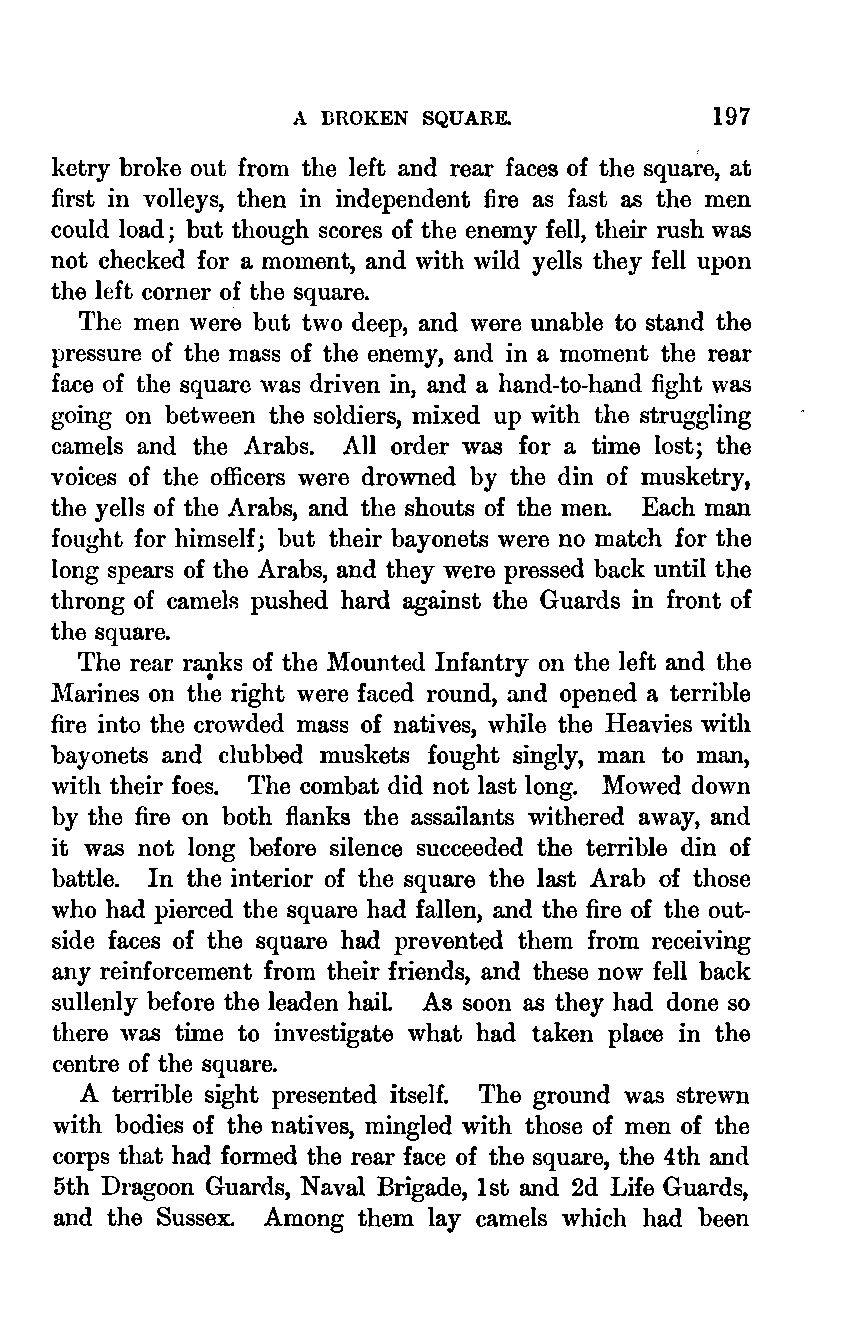 A BROKEN SQUARE. 197
ketry broke out from the left and rear faces of the square, at
first in volleys, then in independent fire as fast as the men
could load; but though scores of the enemy fell, their rush was
not checked for a moment, and with wild yells they fell upon
the left corner of the square.
The men were but two deep, and were unable to stand the
pressure of the mass of the enemy, and in a moment the rear
face of the square was driven in, and a hand-to-hand fight was
going on between the soldiers, mixed up with the struggling
camels and the Arabs. All order was for a time lost; the
voices of the officers were drowned by the din of musketry,
the yells of the Arabs, and the shouts of the men. Each man
fought for himself; but their bayonets were no match for the
long spears of the Arabs, and they were pressed back until the
throng of camels pushed hard against the Guards in front of
the square.
The rear ranks of the Mounted Infantry on the left and the
Marines on the right were faced round, and opened a terrible
fire into the crowded mass of natives, while the Heavies with
bayonets and clubbed muskets fought singly, man to man,
with their foes. The combat did not last long. Mowed down
by the fire on both flanks the assailants withered away, and
it was not long before silence succeeded the terrible din of
battle. In the interior of the square the last Arab of those
who had pierced the square had fallen, and the fire of the out-
side faces of the square had prevented them from receiving
any reinforcement from their friends, and these now fell back
sullenly before the leaden hail. As soon as they had done so
there was time to investigate what had taken place in the
centre of the square.
A terrible sight presented itself. The ground was strewn
with bodies of the natives, mingled with those of men of the
corps that had formed the rear face of the square, the 4th and
5th Dragoon Guards, Naval Brigade, 1st and 2d Life Guards,
and the Sussex. Among them lay camels which had been